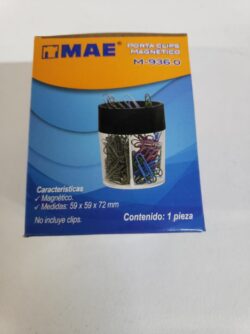 MAE®
PORTA CLIPS
MAGNÉTICO
M-936-0
Características
✓ Magnético.
✓ Medidas: 59 x 59 x 72 mm
No incluye clips.
Contenido: 1 pieza